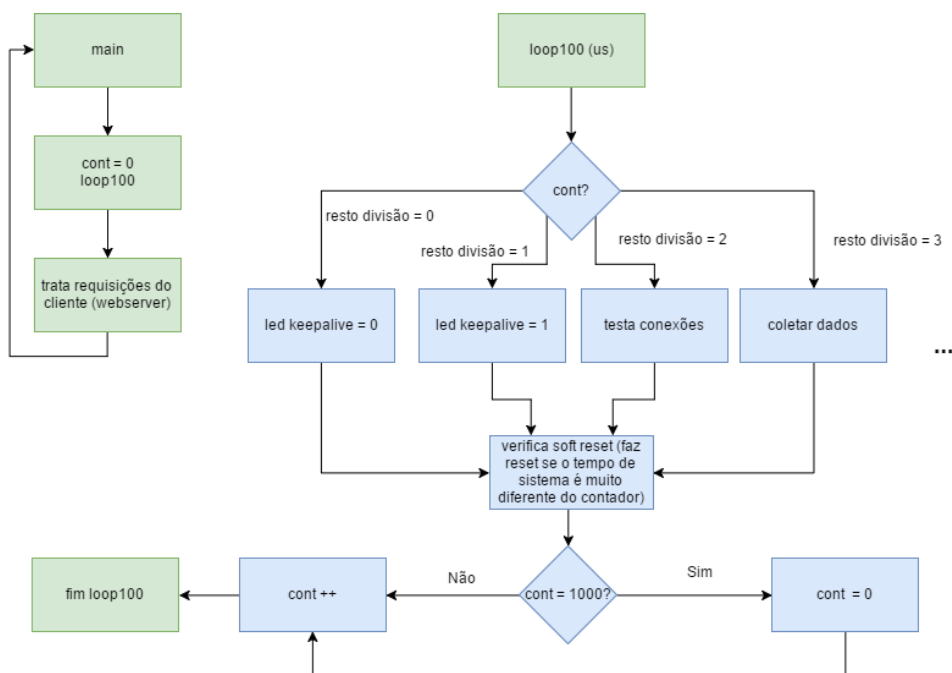 main
cont = 0
loop100
trata requisições do
cliente (webserver)
loop100 (us)
cont?
resto divisão = 0
resto divisão = 1
resto divisão = 2
resto divisão = 3
led keepalive = 0
led keepalive = 1
testa conexões
coletar dados
...
verifica soft reset (faz
reset se o tempo de
sistema é muito
diferente do contador)
fim loop100
cont ++
Não
cont = 1000?
Sim
cont = 0